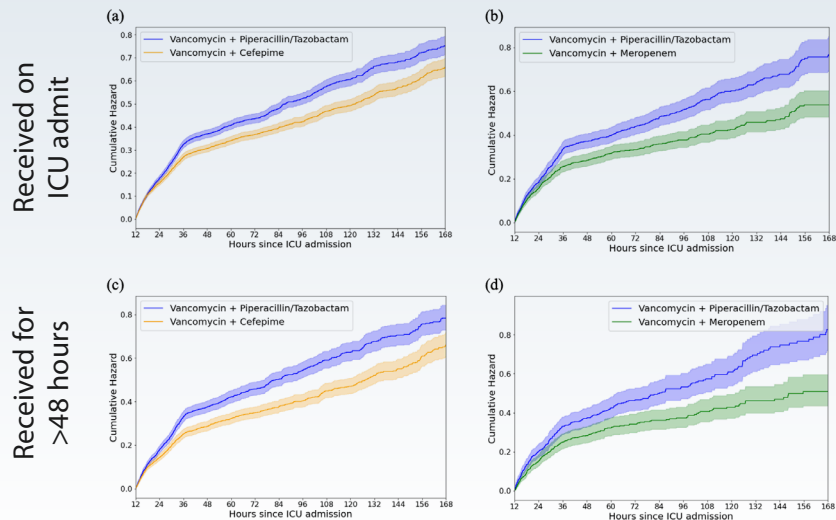 Received on
ICU admit
(a)
Vancomycin + Piperacillin/Tazobactam
Vancomycin + Cefepime
Cumulative Hazard
0.8
0.7
0.6
0.5
0.4
0.3
0.2
0.1
0.0
12 24 36 48 60 72 84 96 108 120 132 144 156 168
Hours since ICU admission
(b)
Vancomycin + Piperacillin/Tazobactam
Vancomycin + Meropenem
Cumulative Hazard
0.8
0.6
0.4
0.2
0.0
12 24 36 48 60 72 84 96 108 120 132 144 156 168
Hours since ICU admission
Received for
>48 hours
(c)
Vancomycin + Piperacillin/Tazobactam
Vancomycin + Cefepime
Cumulative Hazard
0.8
0.6
0.4
0.2
0.0
12 24 36 48 60 72 84 96 108 120 132 144 156 168
Hours since ICU admission
(d)
Vancomycin + Piperacillin/Tazobactam
Vancomycin + Meropenem
Cumulative Hazard
0.8
0.6
0.4
0.2
0.0
12 24 36 48 60 72 84 96 108 120 132 144 156 168
Hours since ICU admission